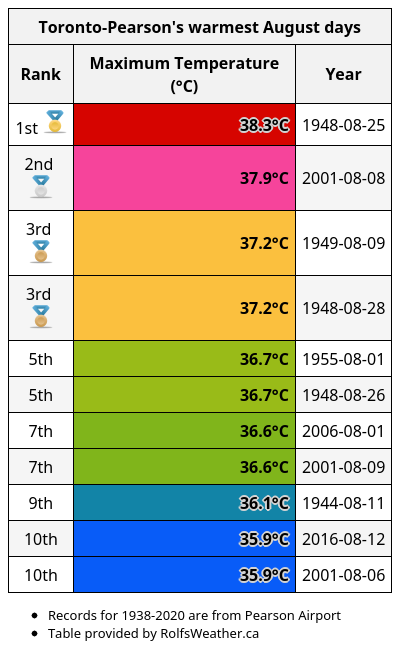 Toronto-Pearson's warmest August days
Rank
Maximum Temperature
(°C)
Year
1st 38.3°C 1948-08-25
2nd 37.9°C 2001-08-08
3rd 37.2°C 1949-08-09
3rd 37.2°C 1948-08-28
5th 36.7°C 1955-08-01
5th 36.7°C 1948-08-26
7th 36.6°C 2006-08-01
7th 36.6°C 2001-08-09
9th 36.1°C 1944-08-11
10th 35.9°C 2016-08-12
10th 35.9°C 2001-08-06
Records for 1938-2020 are from Pearson Airport
Table provided by RolfsWeather.ca